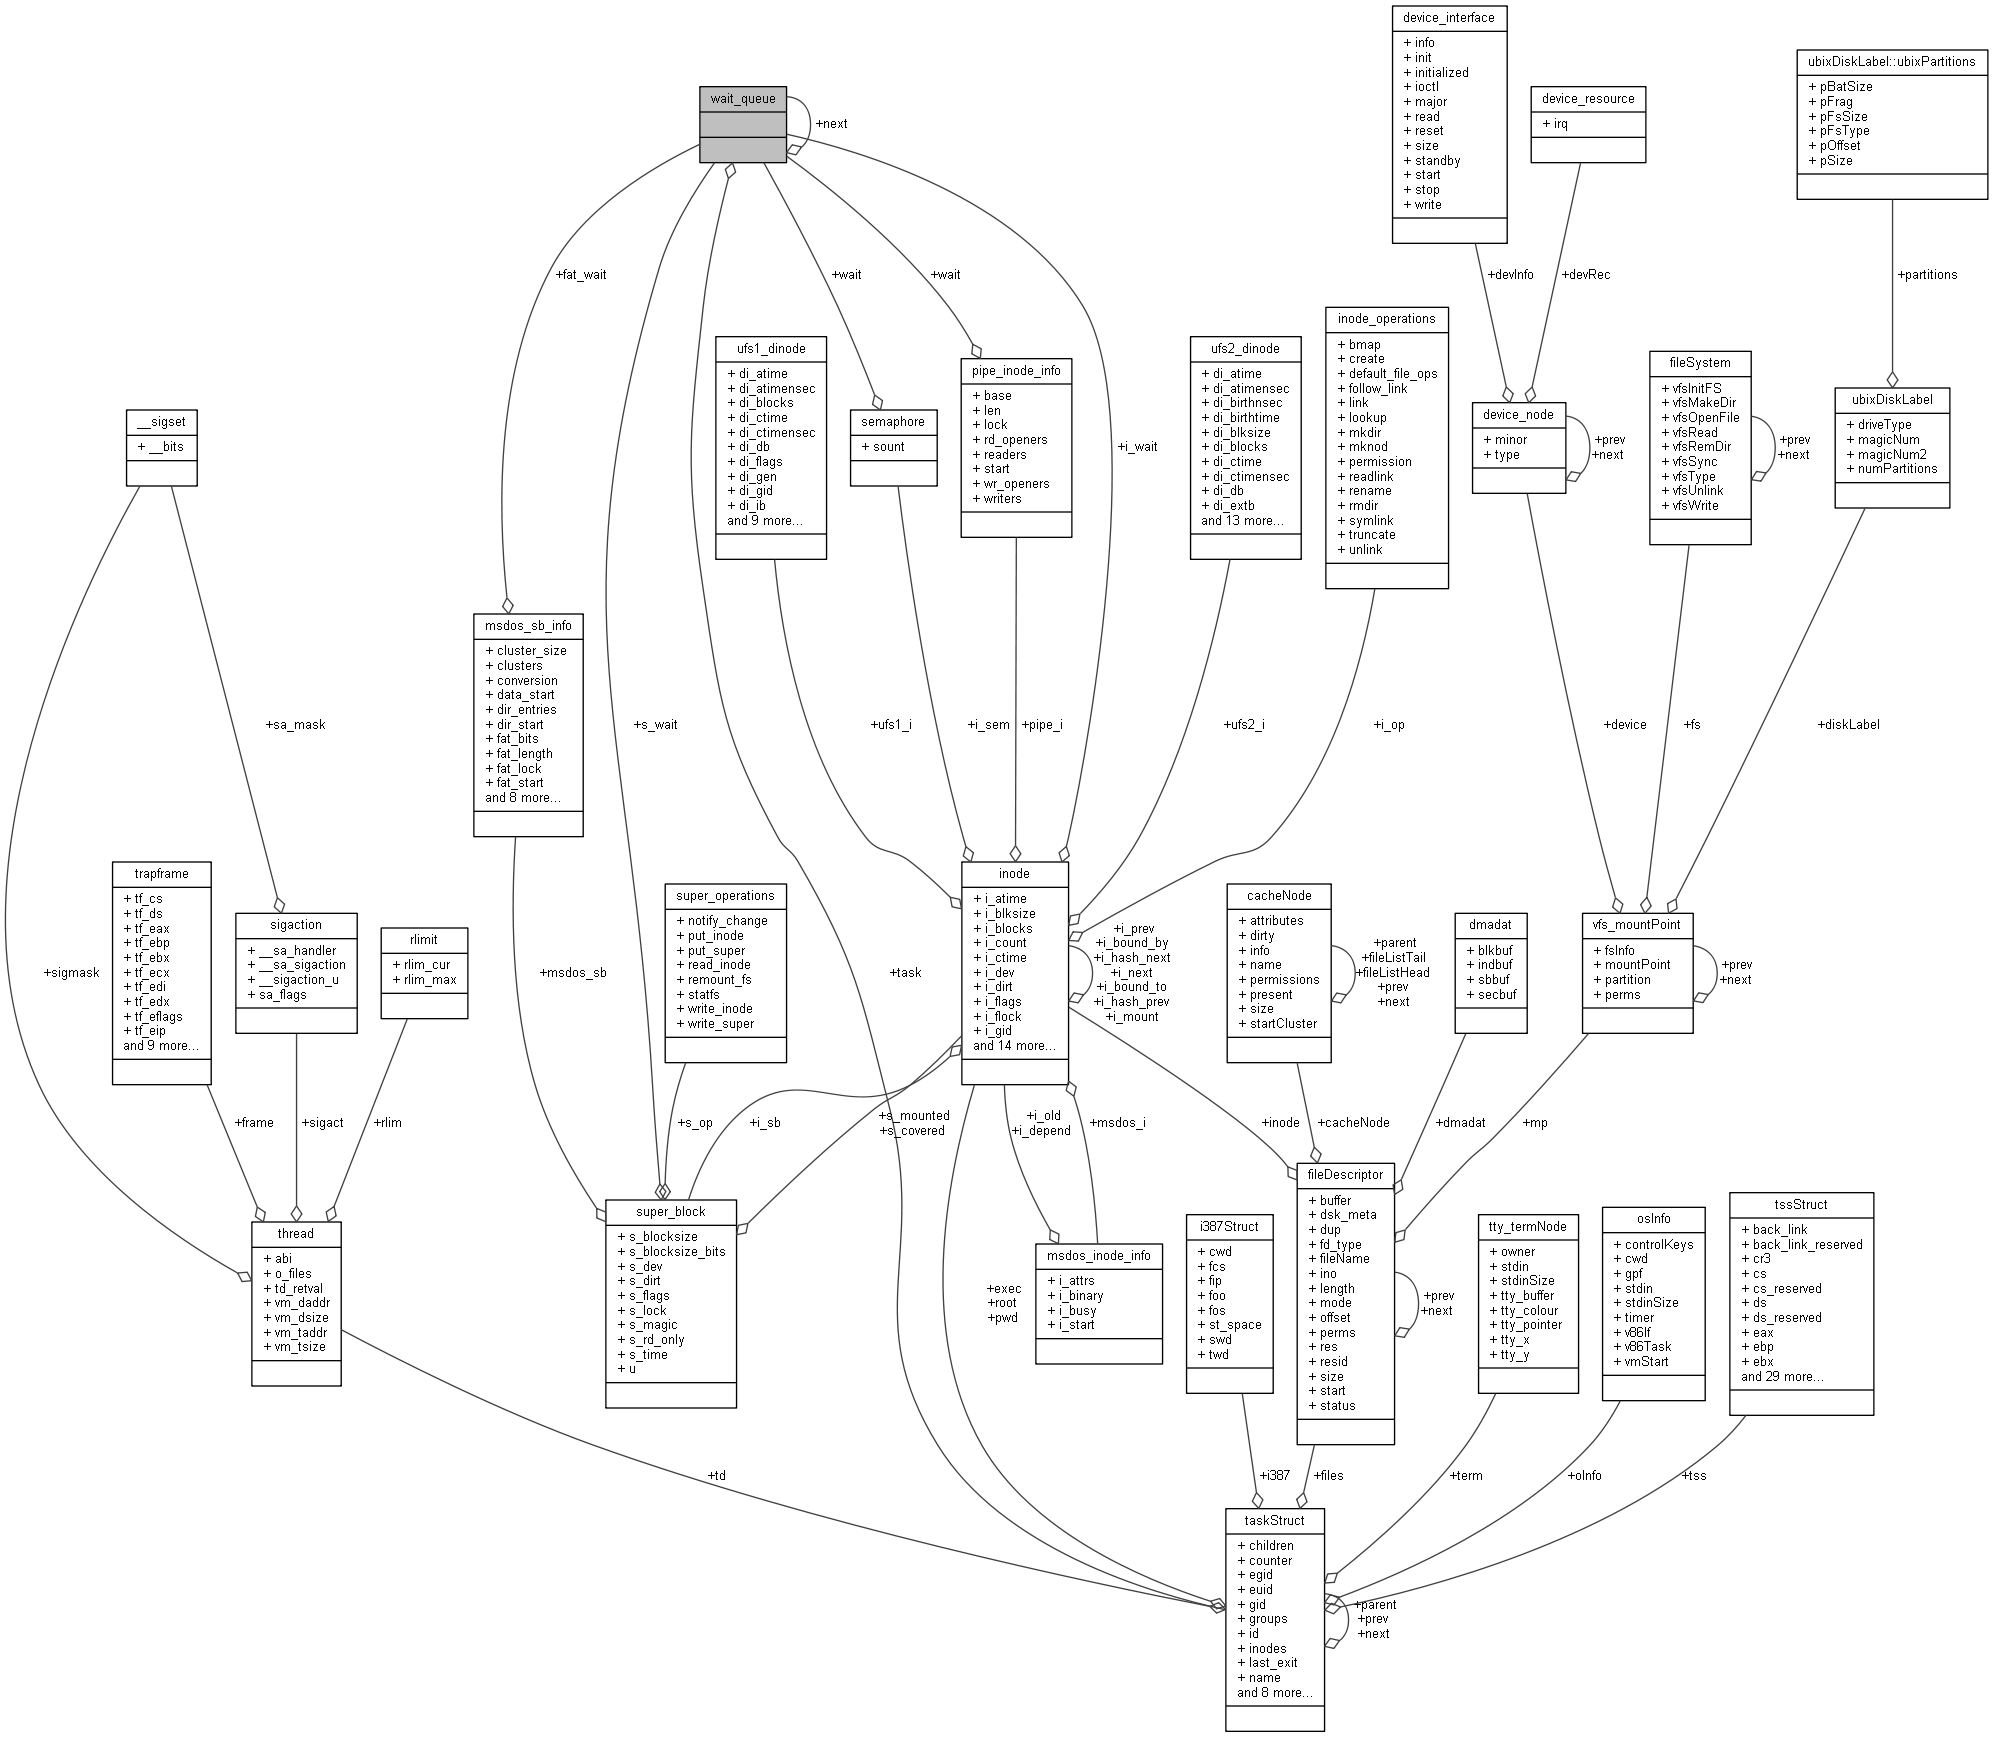 device_interface
+ info
+ init
+ initialized
+ ioctl
+ major
+ read
+ reset
+ size
+ standby
+ start
+ stop
+ write
ubixDiskLabel::ubixPartitions
+ pBatSize
+ pFrag
+ pFsSize
+ pFsType
+ pOffset
+ pSize
wait_queue
+next
device_resource
+ irq
+fat_wait
+wait
+wait
+devInfo
+devRec
+partitions
inode_operations
+ bmap
+ create
+ default_file_ops
+ follow_link
+ link
+ lookup
+ mkdir
+ mknod
+ permission
+ readlink
+ rename
+ rmdir
+ symlink
+ truncate
+ unlink
ufs1_dinode
+ di_atime
+ di_atimensec
+ di_blocks
+ di_ctime
+ di_ctimensec
+ di_db
+ di_flags
+ di_gen
+ di_gid
+ di_ib
and 9 more...
ufs2_dinode
+ di_atime
+ di_atimensec
+ di_birthnsec
+ di_birthtime
+ di_blksize
+ di_blocks
+ di_ctime
+ di_ctimensec
+ di_db
+ di_extb
and 13 more...
pipe_inode_info
+ base
+ len
+ lock
+ rd_openers
+ readers
+ start
+ wr_openers
+ writers
fileSystem
+ vfsInitFS
+ vfsMakeDir
+ vfsOpenFile
+ vfsRead
+ vfsRemDir
+ vfsSync
+ vfsType
+ vfsUnlink
+ vfsWrite
+prev
+next
ubixDiskLabel
+ driveType
+ magicNum
+ magicNum2
+ numPartitions
device_node
+ minor
+ type
+prev
+next
__sigset
+ __bits
semaphore
+ sount
+i_wait
msdos_sb_info
+ cluster_size
+ clusters
+ conversion
+ data_start
+ dir_entries
+ dir_start
+ fat_bits
+ fat_length
+ fat_lock
+ fat_start
and 8 more...
+sa_mask
+s_wait
+ufs1_i
+i_sem
+pipe_i
+ufs2_i
+i_op
+device
+fs
+diskLabel
trapframe
+ tf_cs
+ tf_ds
+ tf_eax
+ tf_ebp
+ tf_ebx
+ tf_ecx
+ tf_edi
+ tf_edx
+ tf_eflags
+ tf_eip
and 9 more...
inode
+ i_atime
+ i_blksize
+ i_blocks
+ i_count
+ i_ctime
+ i_dev
+ i_dirt
+ i_flags
+ i_flock
+ i_gid
and 14 more...
+i_prev
+i_bound_by
+i_hash_next
+i_next
+i_bound_to
+i_hash_prev
+i_mount
super_operations
+ notify_change
+ put_inode
+ put_super
+ read_inode
+ remount_fs
+ statfs
+ write_inode
+ write_super
cacheNode
+ attributes
+ dirty
+ info
+ name
+ permissions
+ present
+ size
+ startCluster
+parent
+fileListTail
+fileListHead
+prev
+next
dmadat
+ blkbuf
+ indbuf
+ sbbuf
+ secbuf
vfs_mountPoint
+ fsInfo
+ mountPoint
+ partition
+ perms
+prev
+next
sigaction
+ __sa_handler
+ __sa_sigaction
+ __sigaction_u
+ sa_flags
rlimit
+ rlim_cur
+ rlim_max
+sigmask
+msdos_sb
+task
+frame
+sigact
+rlim
+s_op
+i_sb
+s_mounted
+s_covered
+i_old
+i_depend
+msdos_i
+inode
+cacheNode
+dmadat
+mp
fileDescriptor
+ buffer
+ dsk_meta
+ dup
+ fd_type
+ fileName
+ ino
+ length
+ mode
+ offset
+ perms
+ res
+ resid
+ size
+ start
+ status
+prev
+next
tssStruct
+ back_link
+ back_link_reserved
+ cr3
+ cs
+ cs_reserved
+ ds
+ ds_reserved
+ eax
+ ebp
+ ebx
and 29 more...
super_block
+ s_blocksize
+ s_blocksize_bits
+ s_dev
+ s_dirt
+ s_flags
+ s_lock
+ s_magic
+ s_rd_only
+ s_time
+ u
osInfo
+ controlKeys
+ cwd
+ gpf
+ stdin
+ stdinSize
+ timer
+ v86If
+ v86Task
+ vmStart
i387Struct
+ cwd
+ fcs
+ fip
+ foo
+ fos
+ st_space
+ swd
+ twd
tty_termNode
+ owner
+ stdin
+ stdinSize
+ tty_buffer
+ tty_colour
+ tty_pointer
+ tty_x
+ tty_y
thread
+ abi
+ o_files
+ td_retval
+ vm_daddr
+ vm_dsize
+ vm_taddr
+ vm_tsize
msdos_inode_info
+ i_attrs
+ i_binary
+ i_busy
+ i_start
+exec
+root
+pwd
+td
+i387
+files
+term
+oInfo
+tss
taskStruct
+ children
+ counter
+ egid
+ euid
+ gid
+ groups
+ id
+ inodes
+ last_exit
+ name
and 8 more...
+parent
+prev
+next